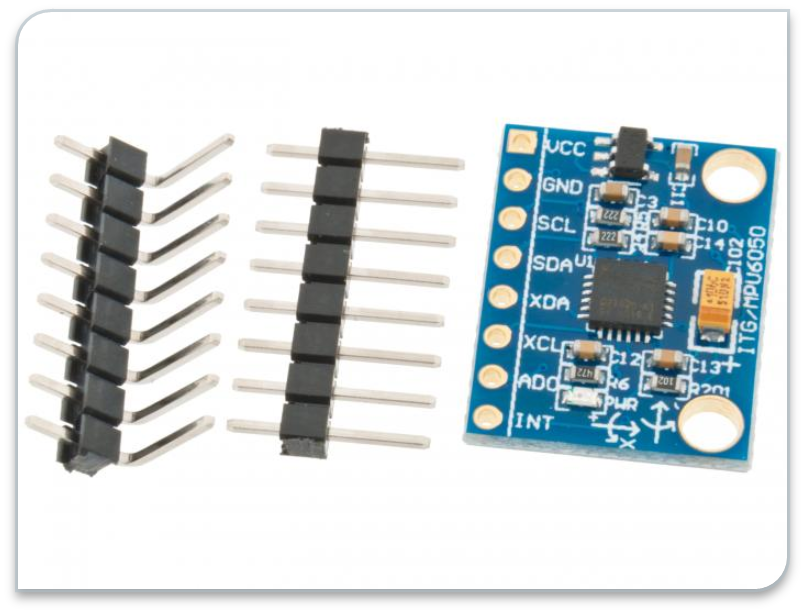 VCC
GND
SCL
SDA
XDA
XCL
ADO
INT
C3
222
222
C10
C14
U1
C102
ITG/MPU6050
C12
472
R6
PWR
C13
+
102
R201
X